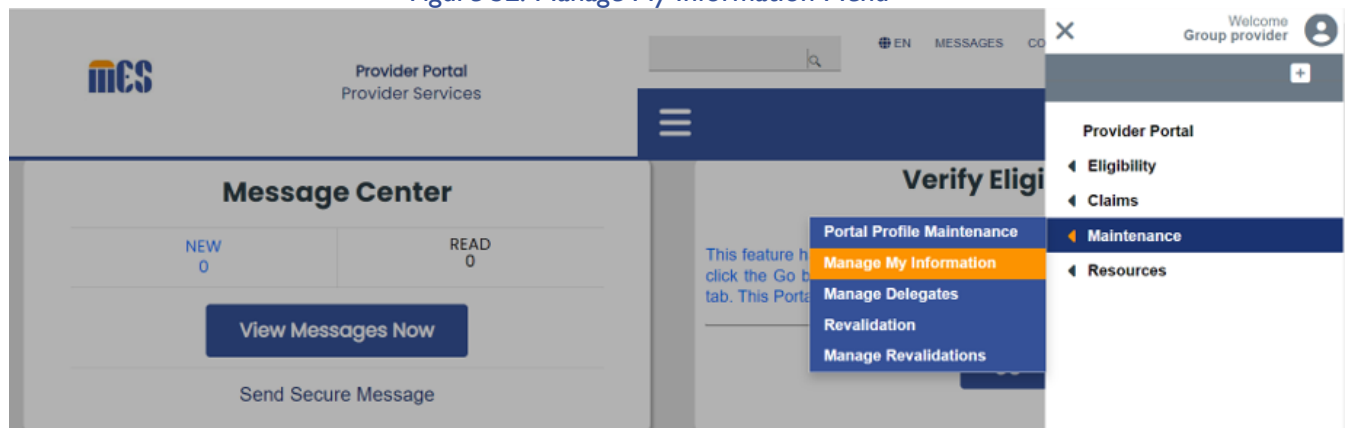 mes
Provider Portal
Provider Services
EN MESSAGES CO
Welcome
Group provider
Message Center
NEW
0
READ
0
View Messages Now
Send Secure Message
Verify Eligi
This feature h
click the Go b
tab. This Porta
Portal Profile Maintenance
Manage My Information
Manage Delegates
Revalidation
Manage Revalidations
Provider Portal
Eligibility
Claims
Maintenance
Resources